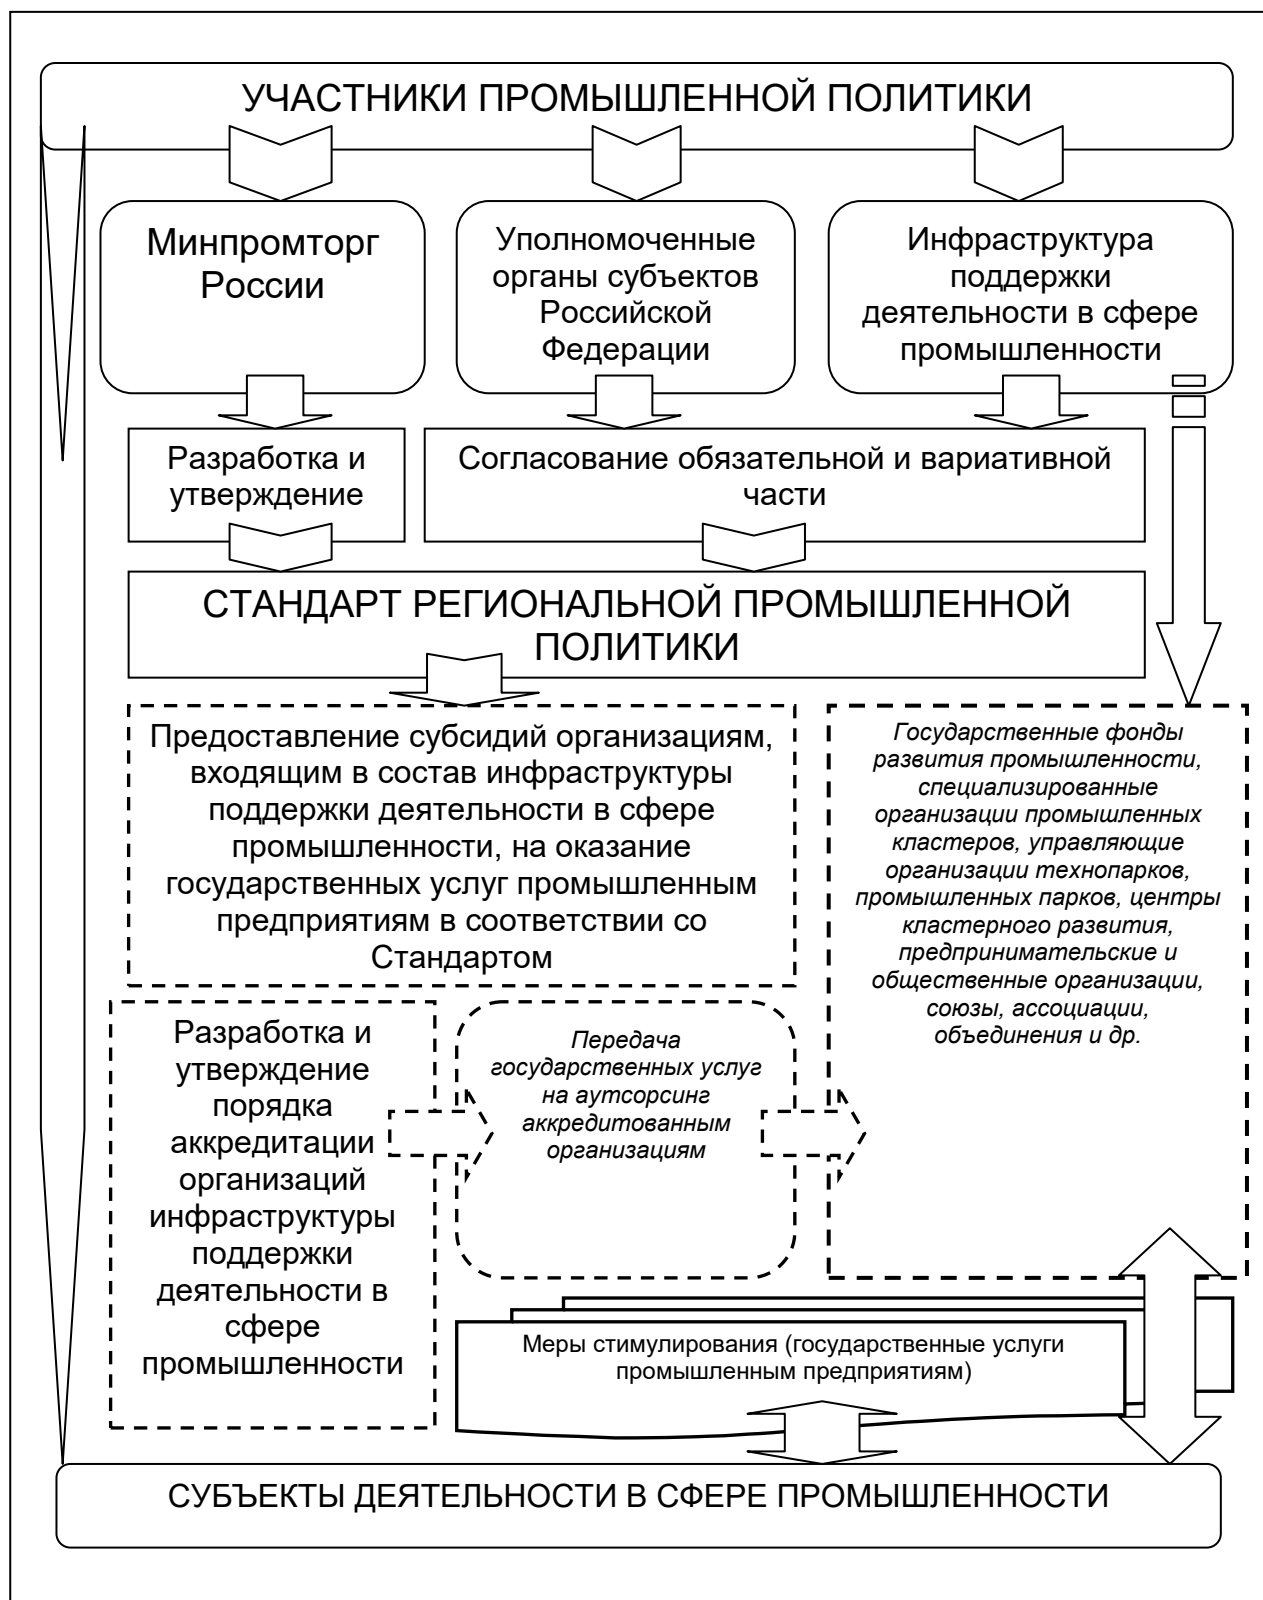 УЧАСТНИКИ ПРОМЫШЛЕННОЙ ПОЛИТИКИ
Минпромторг
России
Уполномоченные
органы субъектов
Российской
Федерации
Инфраструктура
поддержки
деятельности в сфере
промышленности
Разработка и
утверждение
Согласование обязательной и вариативной
части
СТАНДАРТ РЕГИОНАЛЬНОЙ ПРОМЫШЛЕННОЙ
ПОЛИТИКИ
Предоставление субсидий организациям,
входящим в состав инфраструктуры
поддержки деятельности в сфере
промышленности, на оказание
государственных услуг промышленным
предприятиям в соответствии со
Стандартом
Государственные фонды
развития промышленности,
специализированные
организации промышленных
кластеров, управляющие
организации технопарков,
промышленных парков, центры
кластерного развития,
предпринимательские и
общественные организации,
союзы, ассоциации,
объединения и др.
Разработка и
утверждение
порядка
аккредитации
организаций
инфраструктуры
поддержки
деятельности в
сфере
промышленности
Передача
государственных услуг
на аутсорсинг
аккредитованным
организациям
Меры стимулирования (государственные услуги
промышленным предприятиям)
СУБЪЕКТЫ ДЕЯТЕЛЬНОСТИ В СФЕРЕ ПРОМЫШЛЕННОСТИ